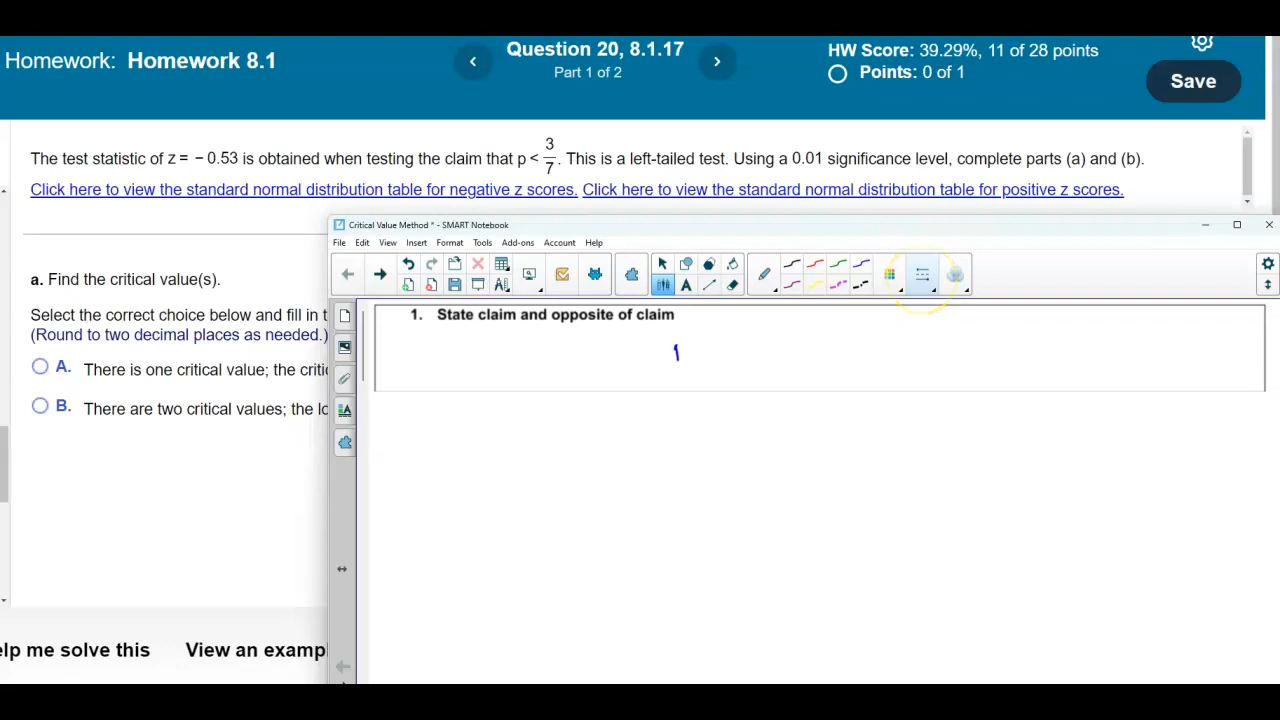 Homework: Homework 8.1
Question 20, 8.1.17
Part 1 of 2
HW Score: 39.29%, 11 of 28 points
Points: 0 of 1
Save
The test statistic of z = − 0.53 is obtained when testing the claim that p < 3/7. This is a left-tailed test. Using a 0.01 significance level, complete parts (a) and (b).
Click here to view the standard normal distribution table for negative z scores. Click here to view the standard normal distribution table for positive z scores.
a. Find the critical value(s).
Select the correct choice below and fill in t
(Round to two decimal places as needed.)
A. There is one critical value; the critic
B. There are two critical values; the lo
elp me solve this
View an examp
Critical Value Method * - SMART Notebook
File Edit View Insert Format Tools Add-ons Account Help
1. State claim and opposite of claim